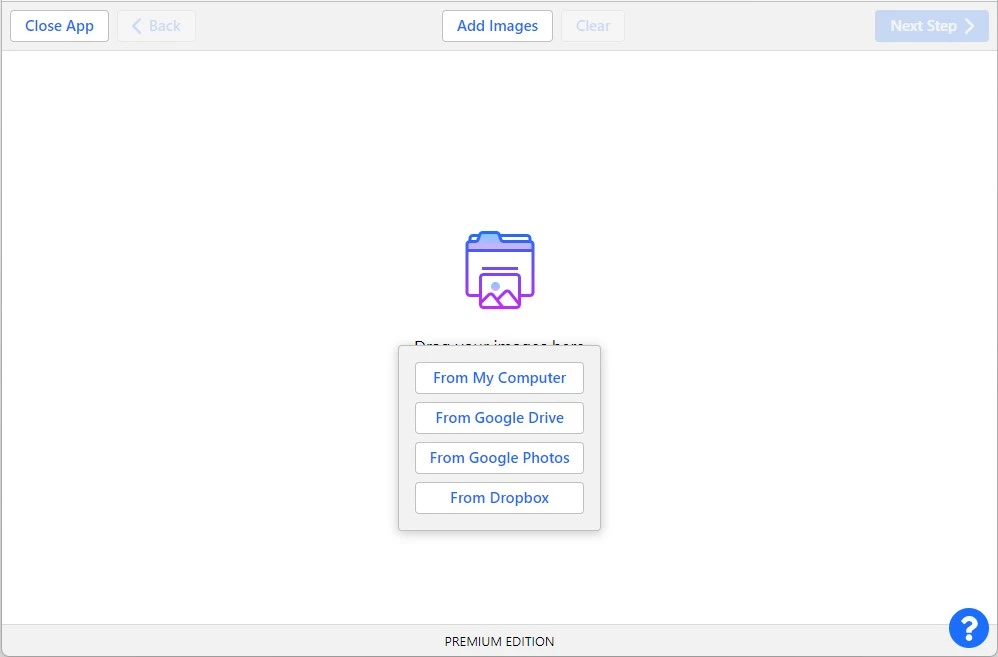 Close App
Back
Add Images
Clear
Next Step
Drag your images here
From My Computer
From Google Drive
From Google Photos
From Dropbox
PREMIUM EDITION
?